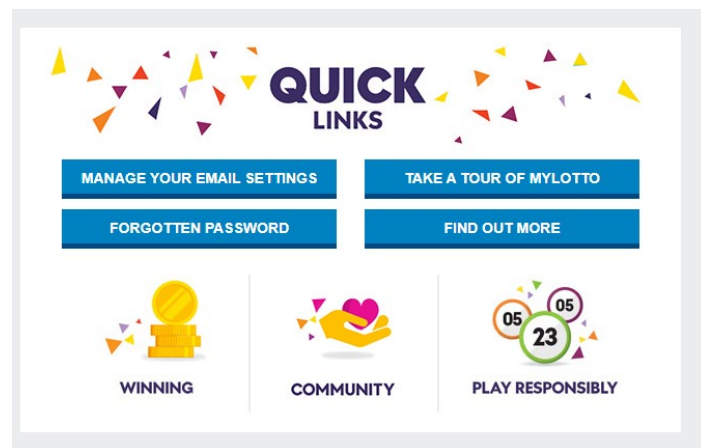 QUICK
LINKS
MANAGE YOUR EMAIL SETTINGS
TAKE A TOUR OF MYLOTTO
FORGOTTEN PASSWORD
FIND OUT MORE
05
05
23
WINNING
COMMUNITY
PLAY RESPONSIBLY